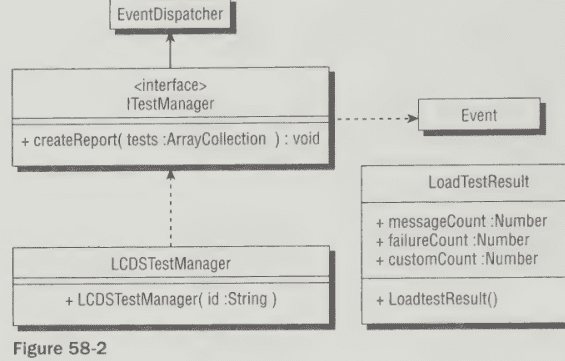 EventDispatcher
<interface>
ITestManager
+ createReport( tests :ArrayCollection ) : void
Event
LoadTestResult
+ messageCount :Number
+ failureCount :Number
+ customCount :Number
+ LoadtestResult()
LCDSTestManager
+ LCDSTestManager( id :String )
Figure 58-2